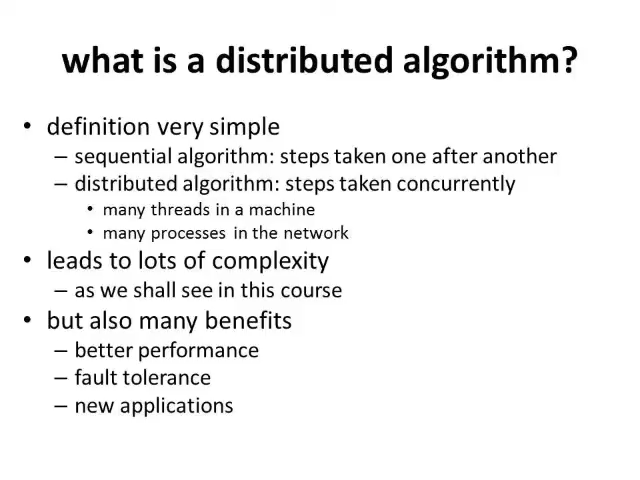 what is a distributed algorithm?
• definition very simple
– sequential algorithm: steps taken one after another
– distributed algorithm: steps taken concurrently
• many threads in a machine
• many processes in the network
• leads to lots of complexity
– as we shall see in this course
• but also many benefits
– better performance
– fault tolerance
– new applications